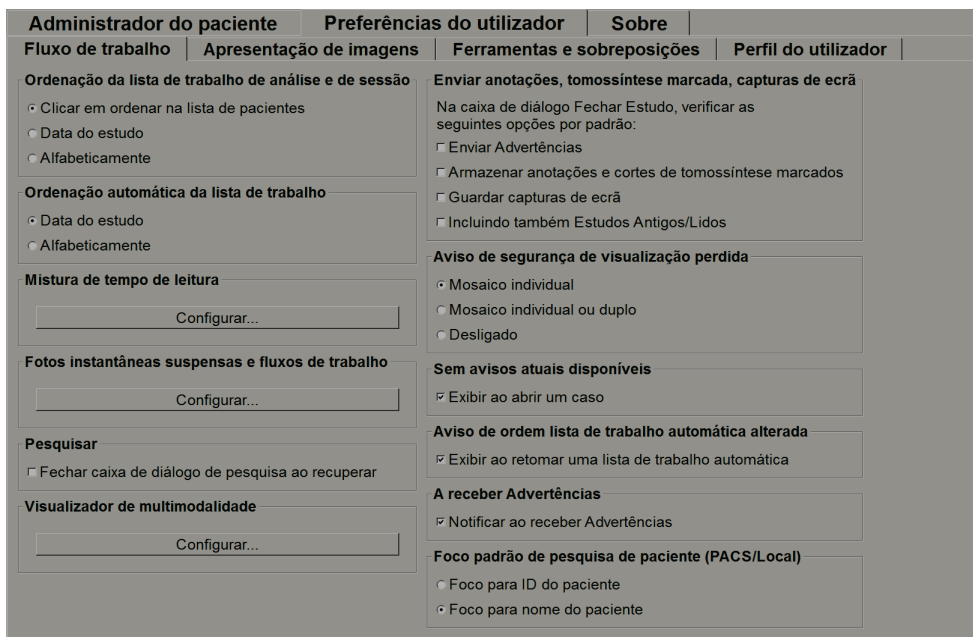 Administrador do paciente
Preferências do utilizador
Sobre
Fluxo de trabalho
Apresentação de imagens
Ferramentas e sobreposições
Perfil do utilizador
Ordenação da lista de trabalho de análise e de sessão
Clicar em ordenar na lista de pacientes
Data do estudo
Alfabeticamente
Ordenação automática da lista de trabalho
Data do estudo
Alfabeticamente
Mistura de tempo de leitura
Configurar...
Fotos instantâneas suspensas e fluxos de trabalho
Configurar...
Pesquisar
Fechar caixa de diálogo de pesquisa ao recuperar
Visualizador de multimodalidade
Configurar...
Enviar anotações, tomossíntese marcada, capturas de ecrã
Na caixa de diálogo Fechar Estudo, verificar as
seguintes opções por padrão:
Enviar Advertências
Armazenar anotações e cortes de tomossíntese marcados
Guardar capturas de ecrã
Incluindo também Estudos Antigos/Lidos
Aviso de segurança de visualização perdida
Mosaico individual
Mosaico individual ou duplo
Desligado
Sem avisos atuais disponíveis
Exibir ao abrir um caso
Aviso de ordem lista de trabalho automática alterada
Exibir ao retomar uma lista de trabalho automática
A receber Advertências
Notificar ao receber Advertências
Foco padrão de pesquisa de paciente (PACS/Local)
Foco para ID do paciente
Foco para nome do paciente